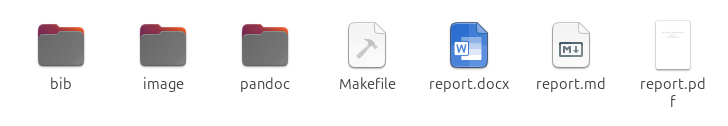 bib
image
pandoc
Makefile
report.docx
report.md
report.pd
f